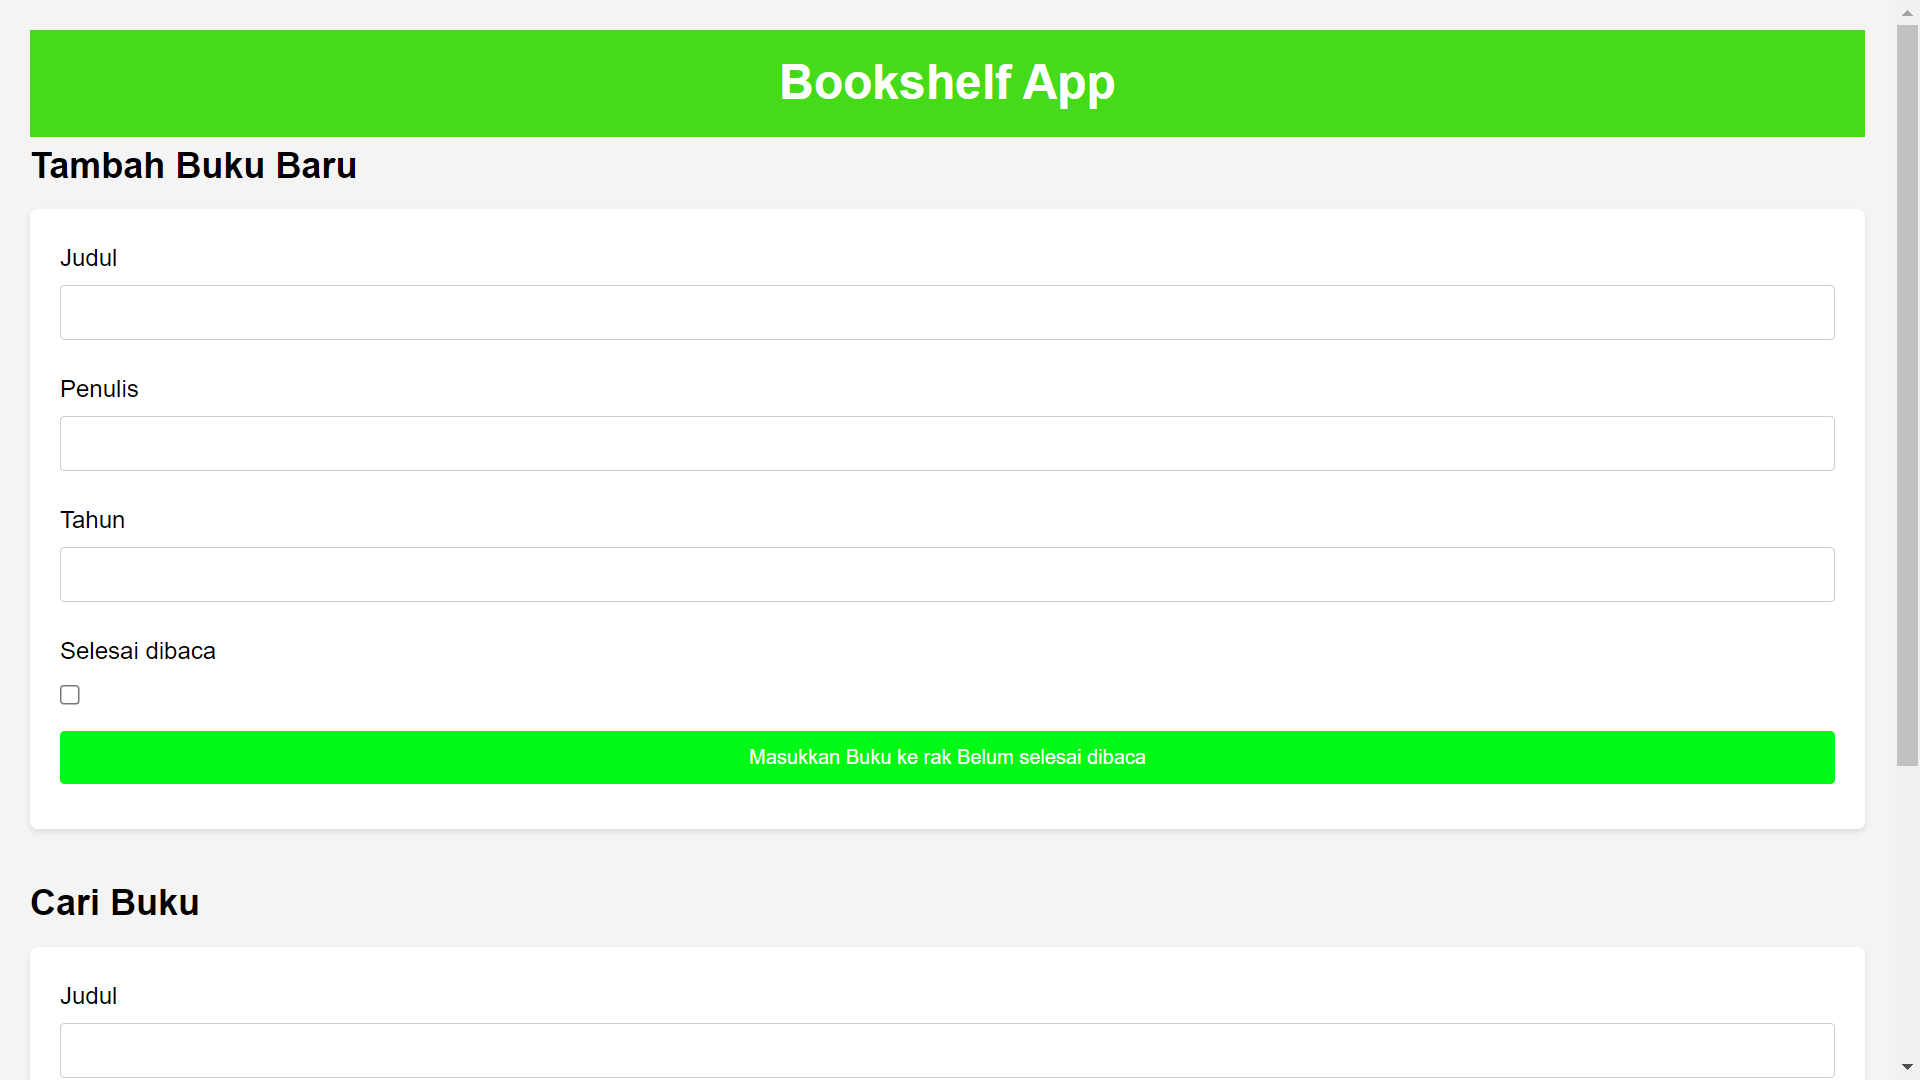 Bookshelf App
Tambah Buku Baru
Judul
Penulis
Tahun
Selesai dibaca
Masukkan Buku ke rak Belum selesai dibaca
Cari Buku
Judul